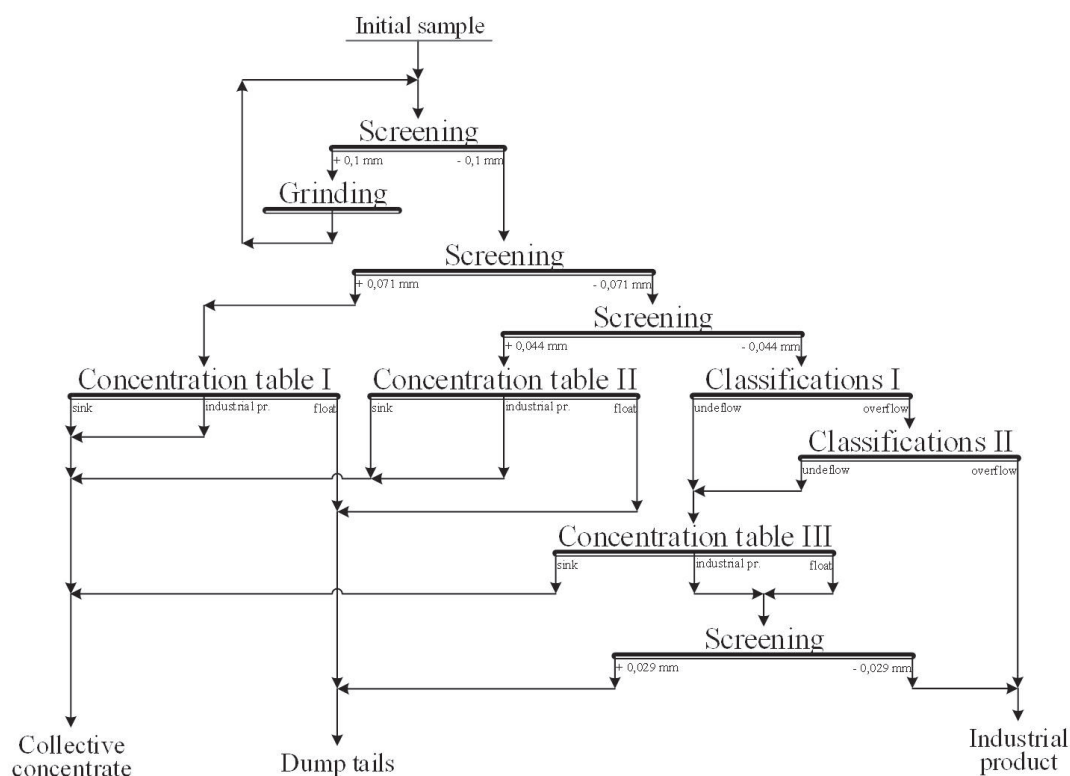 Initial sample
Screening
+ 0,1 mm - 0,1 mm
Grinding
Screening
+ 0,071 mm - 0,071 mm
Screening
+ 0,044 mm - 0,044 mm
Concentration table I Concentration table II Classifications I
sink industrial pr. float sink industrial pr. float undeflow overflow
Classifications II
undeflow overflow
Concentration table III
sink industrial pr. float
Screening
+ 0,029 mm - 0,029 mm
Collective
concentrate
Dump tails
Industrial
product